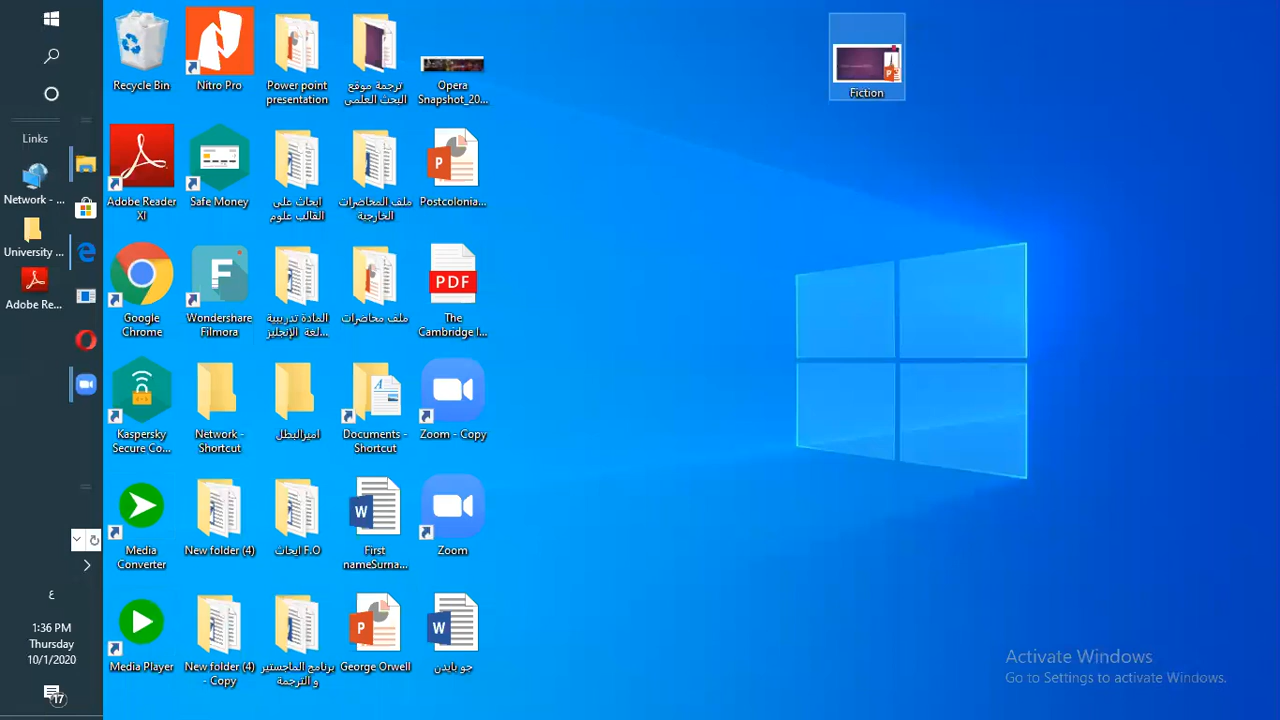 Links
Network - ...
University ...
Adobe Re...
ع
1:36 PM
Thursday
10/1/2020
17
Recycle Bin
Nitro Pro
Power point
presentation
ترجمة موقع
البحث العلمي
Opera
Snapshot_20...
Adobe Reader
XI
Safe Money
ابحاث على
القالب علوم
ملف المحاضرات
الخارجية
Postcolonia...
Google
Chrome
Wondershare
Filmora
المادة تدريبية
لغة الإنجليز...
ملف محاضرات
PDF
The
Cambridge I...
Kaspersky
Secure Co...
Network -
Shortcut
اميرالبطل
Documents -
Shortcut
Zoom - Copy
Media
Converter
New folder (4)
ابحاث F.O
First
nameSurna...
Zoom
Media Player
New folder (4)
- Copy
برنامج الماجستير
و الترجمة
George Orwell
جو بايدن
Fiction
Activate Windows
Go to Settings to activate Windows.